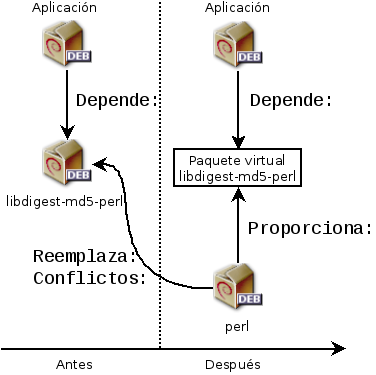 Aplicación
Aplicación
DEB
DEB
Depende:
Depende:
DEB
libdigest-md5-perl
Paquete virtual
libdigest-md5-perl
Proporciona:
Reemplaza:
Conflictos:
DEB
perl
Antes
Después